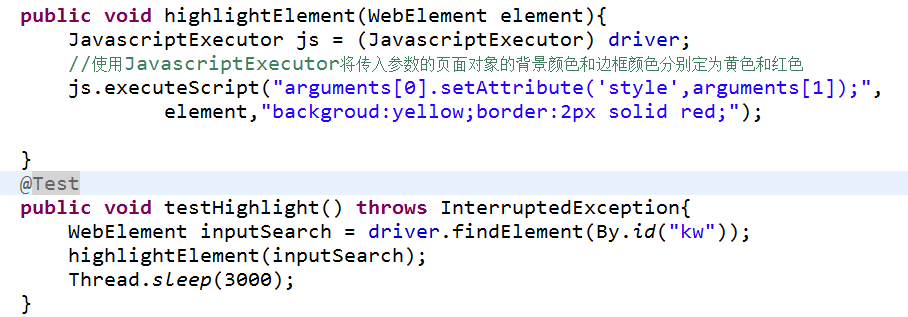 public void highlightElement(WebElement element){
JavascriptExecutor js = (JavascriptExecutor) driver;
//使用JavascriptExecutor将传入参数的页面对象的背景颜色和边框颜色分别定为黄色和红色
js.executeScript("arguments[0].setAttribute('style',arguments[1]);",
element,"backgroud:yellow;border:2px solid red;");
}
@Test
public void testHighlight() throws InterruptedException{
WebElement inputSearch = driver.findElement(By.id("kw"));
highlightElement(inputSearch);
Thread.sleep(3000);
}